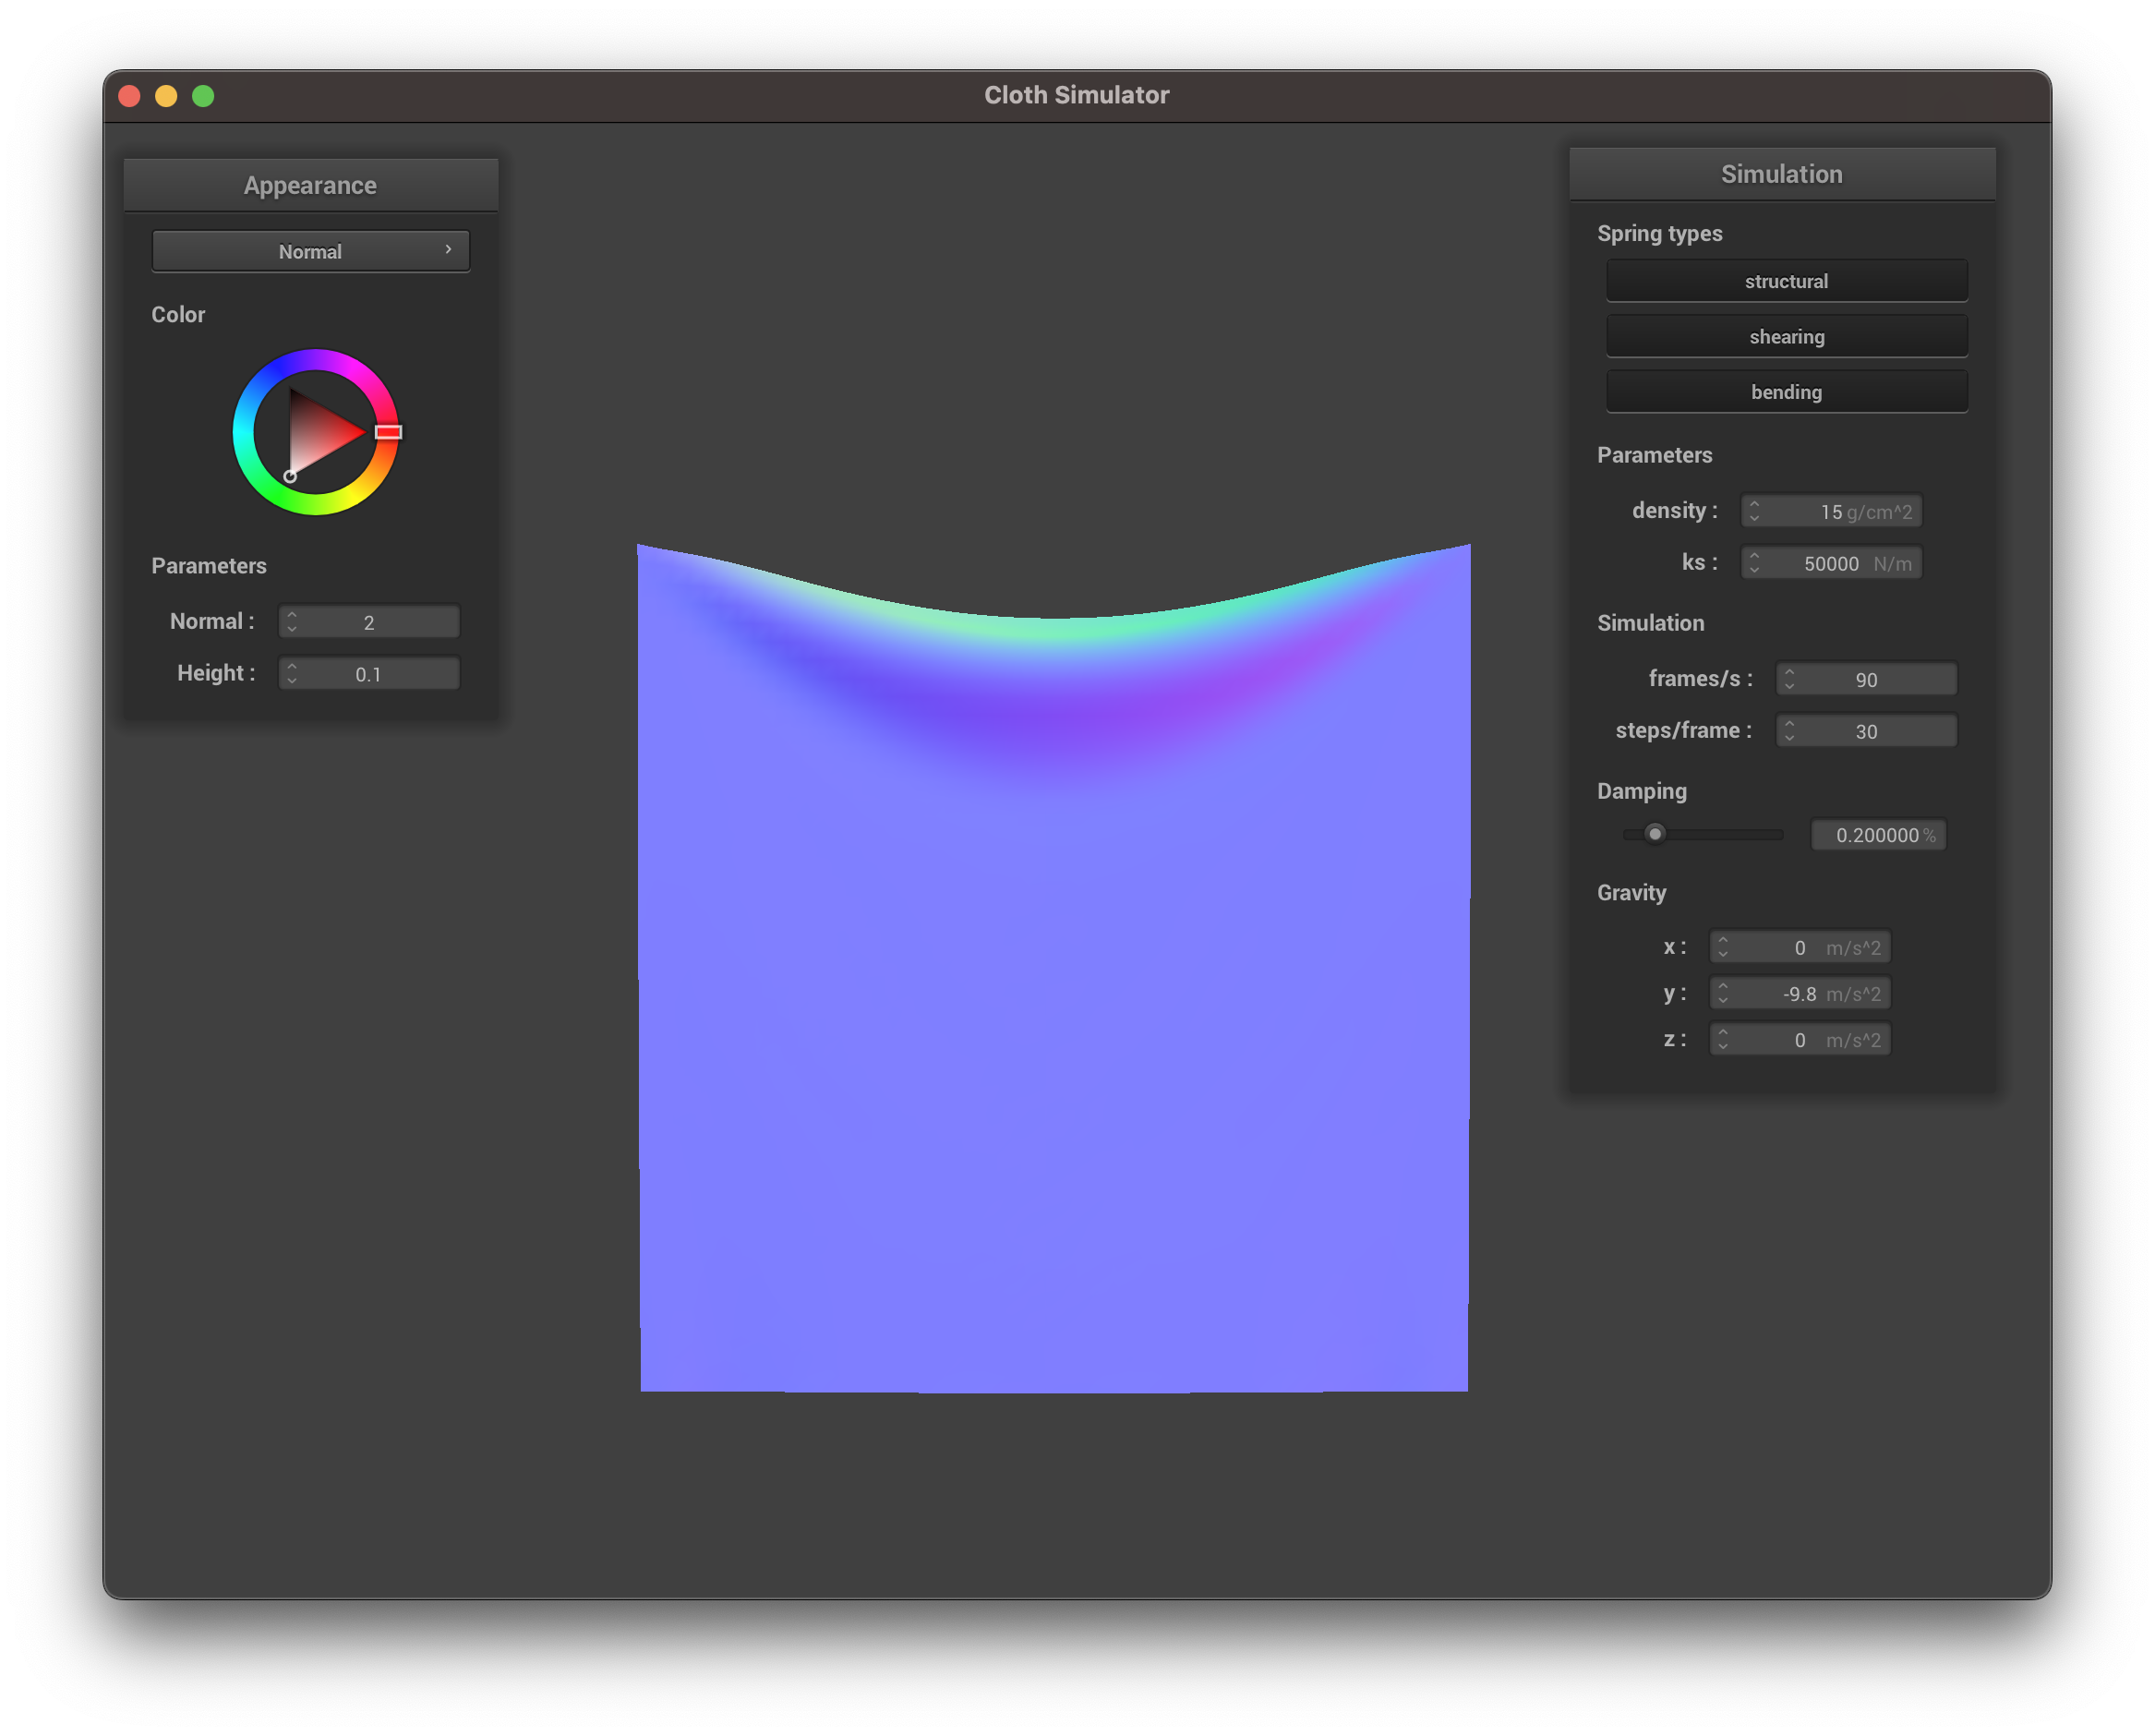 Cloth Simulator
Appearance
Normal
Color
Parameters
Normal : 2
Height : 0.1
Simulation
Spring types
structural
shearing
bending
Parameters
density : 15 g/cm^2
ks : 50000 N/m
Simulation
frames/s : 90
steps/frame : 30
Damping
0.200000 %
Gravity
x : 0 m/s^2
y : -9.8 m/s^2
z : 0 m/s^2